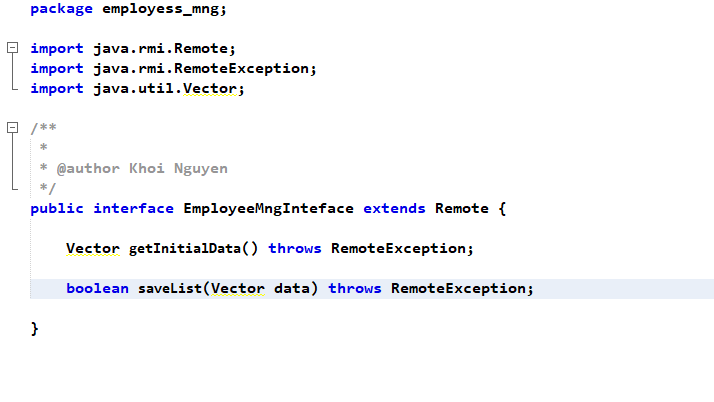 package employess_mng;
import java.rmi.Remote;
import java.rmi.RemoteException;
import java.util.Vector;
/**
 *
 * @author Khoi Nguyen
 */
public interface EmployeeMngInteface extends Remote {
    Vector getInitialData() throws RemoteException;
    boolean saveList(Vector data) throws RemoteException;
}